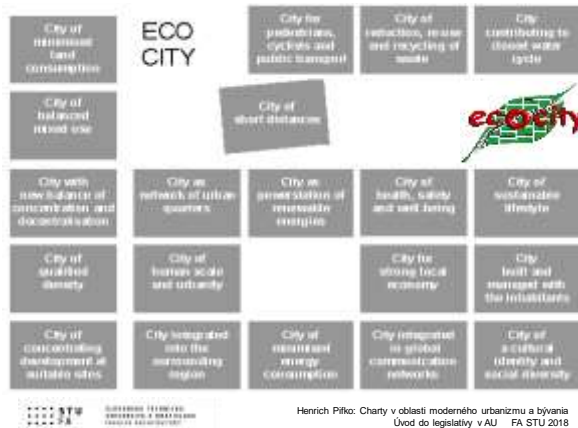 City of
minimised
land
consumption
ECO
CITY
City for
pedestrians,
cyclists and
public transport
City of
reduction, re-use
and recycling of
waste
City
contributing to
closed water
cycle
City of
balanced
mixed use
City of
short distances
ecocity
City with
new balance of
concentration and
decentralisation
City as
network of urban
quarters
City as
powerstation of
renewable
energies
City of
health, safety
and well-being
City of
sustainable
lifestyle
City of
qualified
density
City of
human scale
and urbanity
City for
strong local
economy
City
built and
managed with
the inhabitants
City of
concentrating
development at
suitable sites
City integrated
into the
surrounding
region
City of
minimised
energy
consumption
City integrated
in global
communication
networks
City of
a cultural
identity and
social diversity
STU
FA
Henrich Pifko: Charty v oblasti moderného urbanizmu a bývania
Úvod do legislatív v AU FA STU 2018